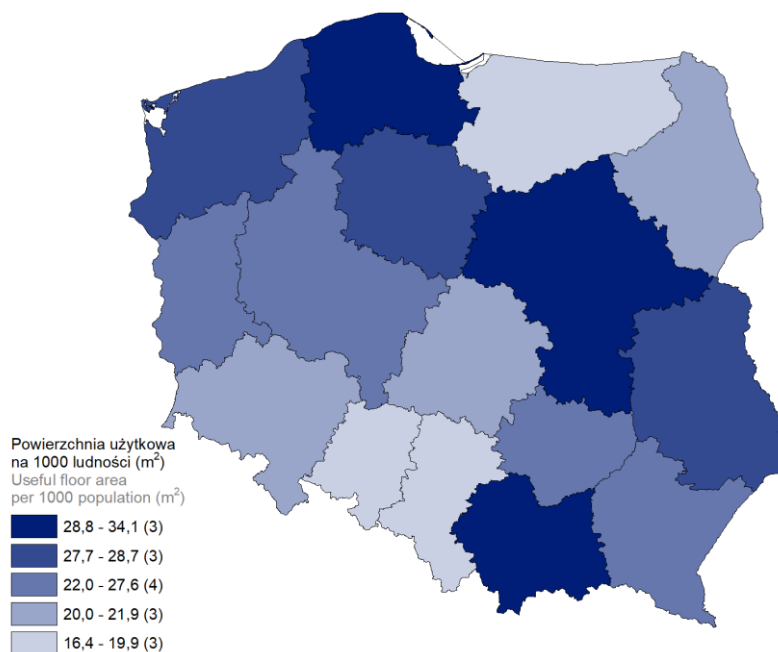 Powierzchnia użytkowa
na 1000 ludności (m²)
Useful floor area
per 1000 population (m²)
28,8 - 34,1 (3)
27,7 - 28,7 (3)
22,0 - 27,6 (4)
20,0 - 21,9 (3)
16,4 - 19,9 (3)